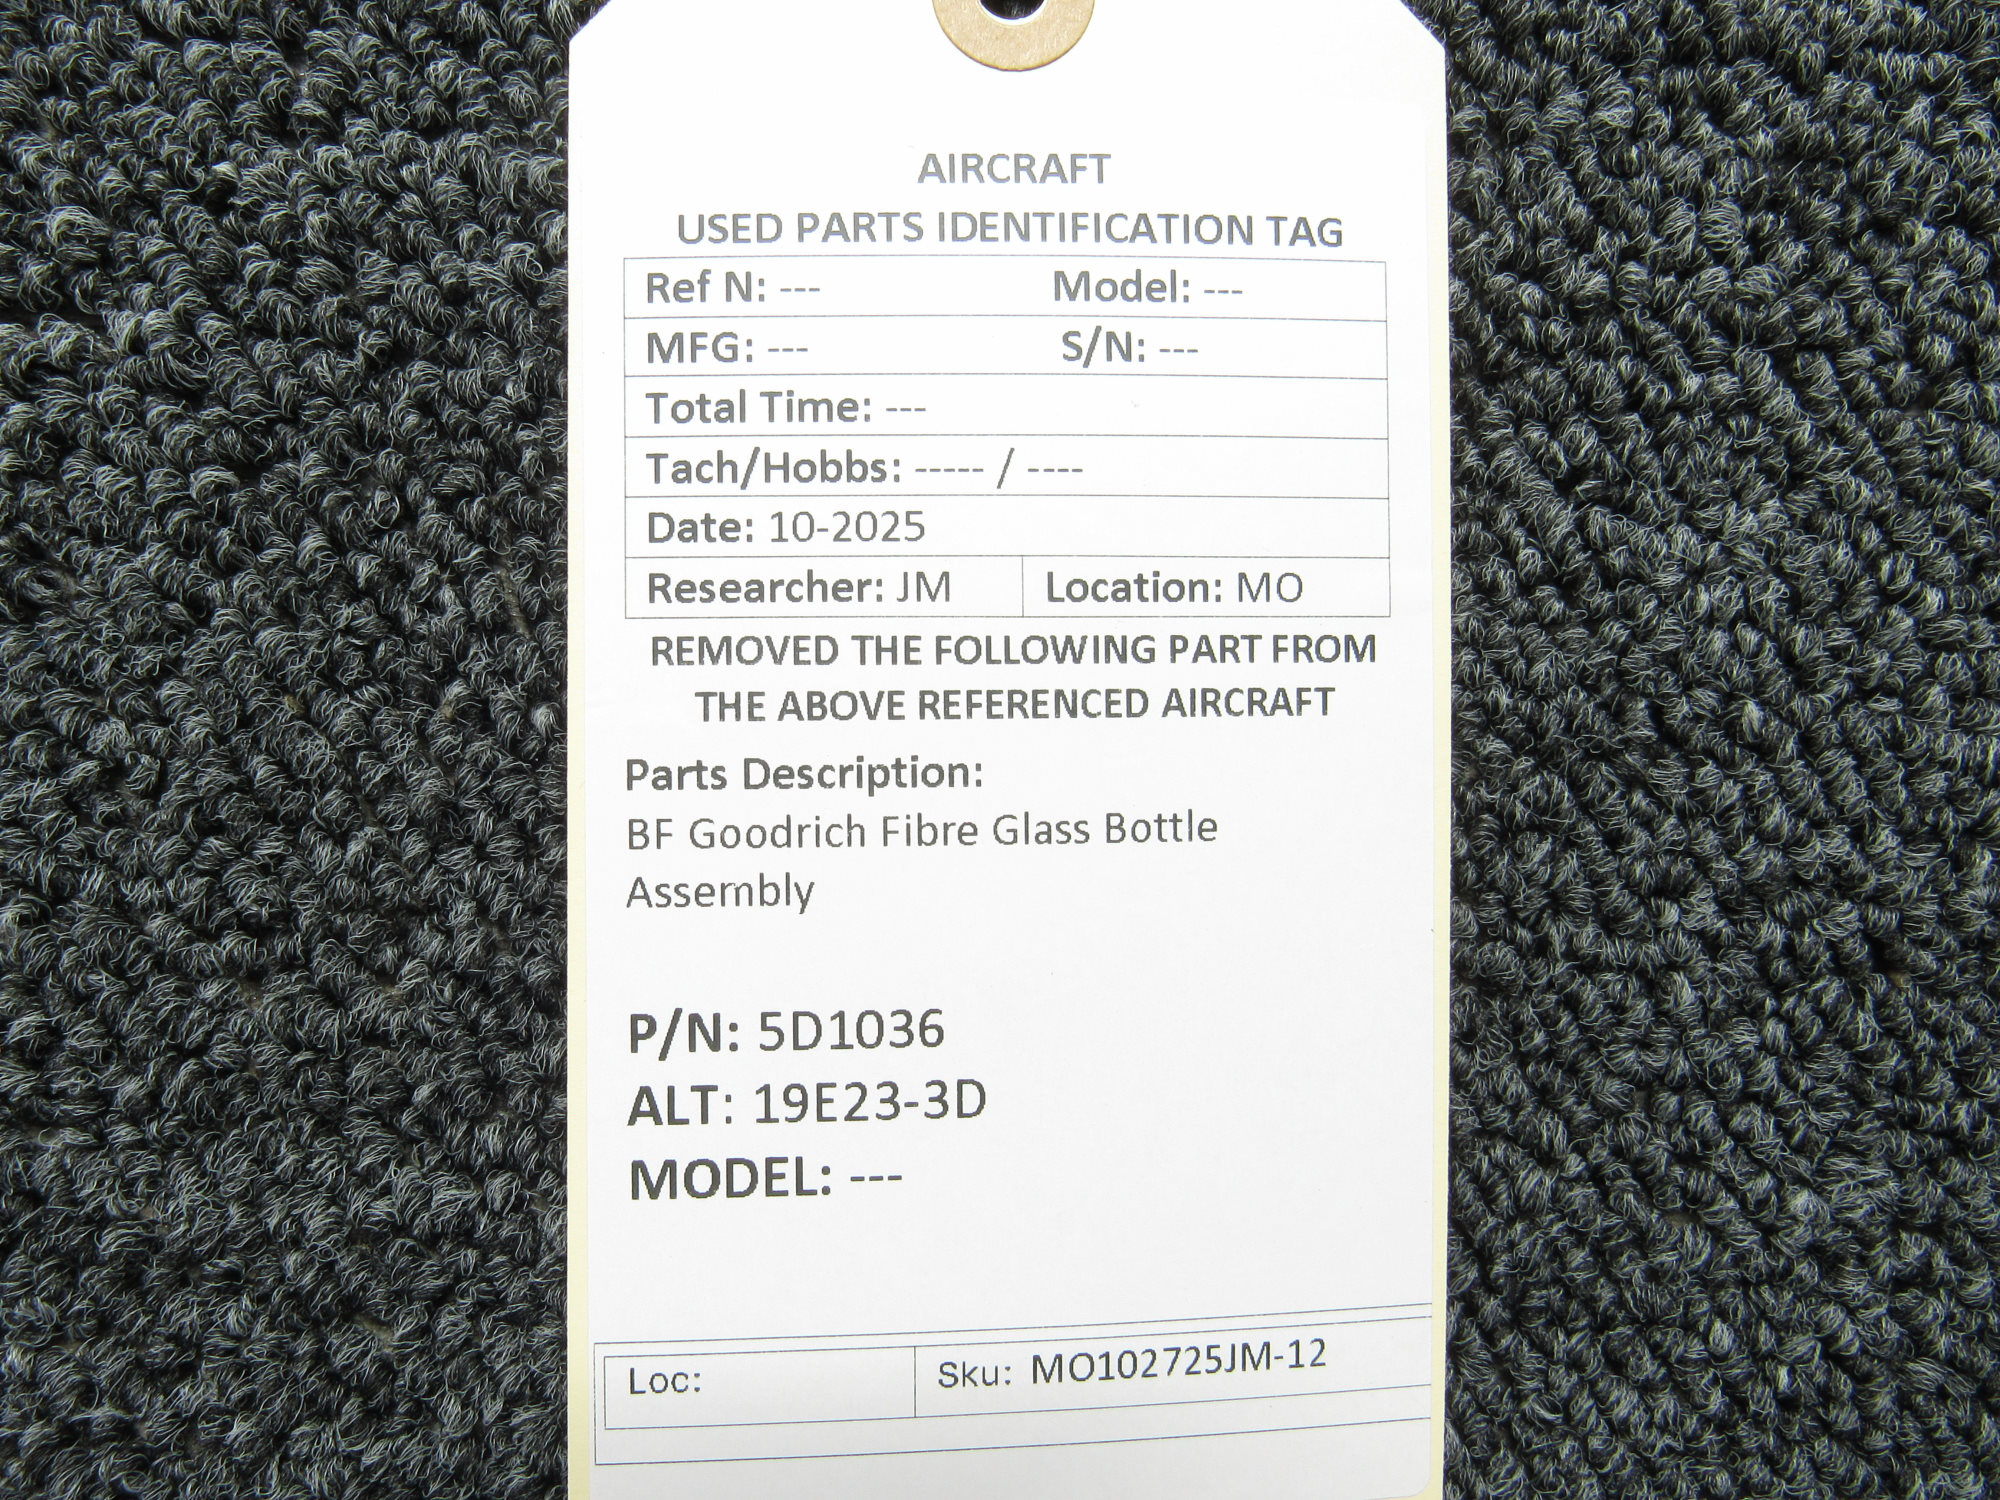 AIRCRAFT
USED PARTS IDENTIFICATION TAG
Ref N: --- Model: ---
MFG: --- S/N: ---
Total Time: ---
Tach/Hobbs: ----- / ----
Date: 10-2025
Researcher: JM Location: MO
REMOVED THE FOLLOWING PART FROM
THE ABOVE REFERENCED AIRCRAFT
Parts Description:
BF Goodrich Fibre Glass Bottle
Assembly
P/N: 5D1036
ALT: 19E23-3D
MODEL: ---
Loc: Sku: MO102725JM-12